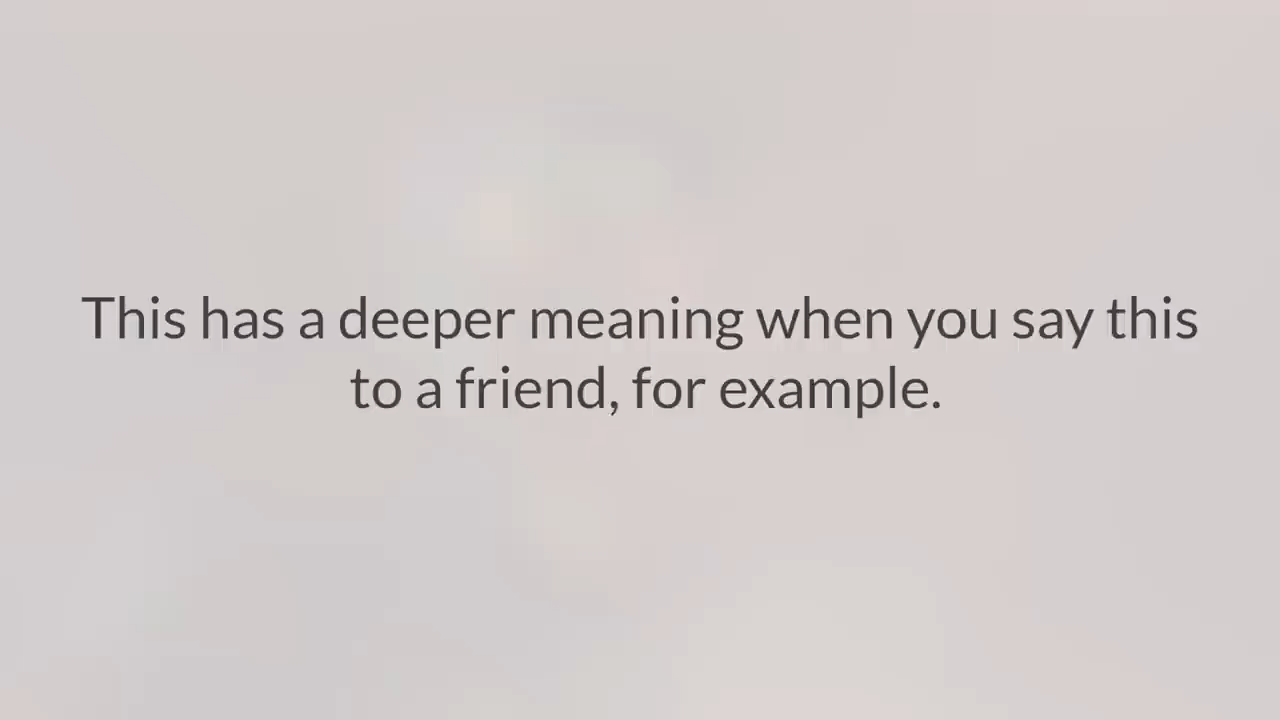 This has a deeper meaning when you say this
to a friend, for example.